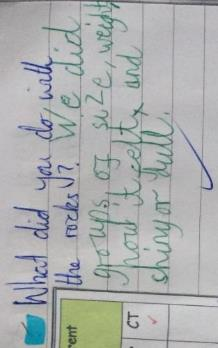 What did you do with
the rocks? We did
groups of size, weight
how it felt, and
shiny or dull.
ent
CT